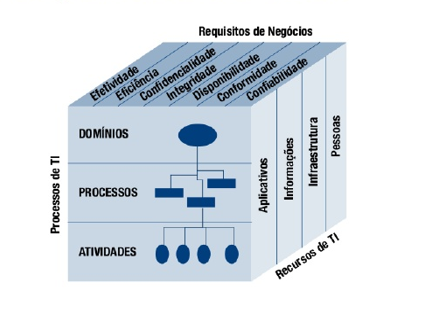 Requisitos de Negócios
Efetividade
Eficiência
Confidencialidade
Integridade
Disponibilidade
Conformidade
Confiabilidade
Processos de TI
DOMÍNIOS
PROCESSOS
ATIVIDADES
Aplicativos
Informações
Infraestrutura
Pessoas
Recursos de TI